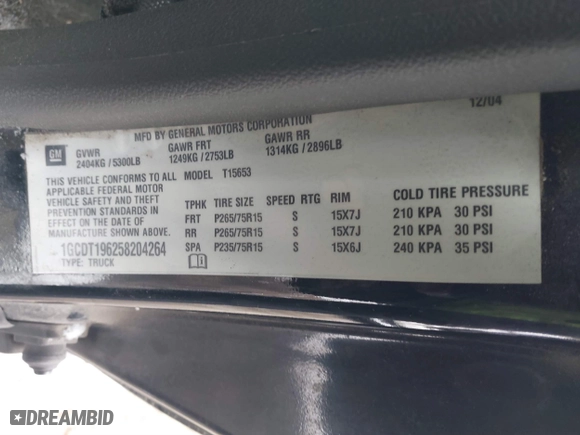 12/04
MFD BY GENERAL MOTORS CORPORATION
GM GVWR GAWR FRT GAWR RR
2404KG/5300LB 1249KG/2753LB 1314KG/2896LB
THIS VEHICLE CONFORMS TO ALL MODEL T15653
APPLICABLE FEDERAL MOTOR
VEHICLE SAFETY AND THEFT
PREVENTION STANDARDS IN
EFFECT ON THE DATE OF
MANUFACTURE SHOWN ABOVE.
1GCDT196258204264
TYPE: TRUCK
TPHK TIRE SIZE SPEED RTG RIM COLD TIRE PRESSURE
FRT P265/75R15 S 15X7J 210 KPA 30 PSI
RR P265/75R15 S 15X7J 210 KPA 30 PSI
SPA P235/75R15 S 15X6J 240 KPA 35 PSI
DREAMBID